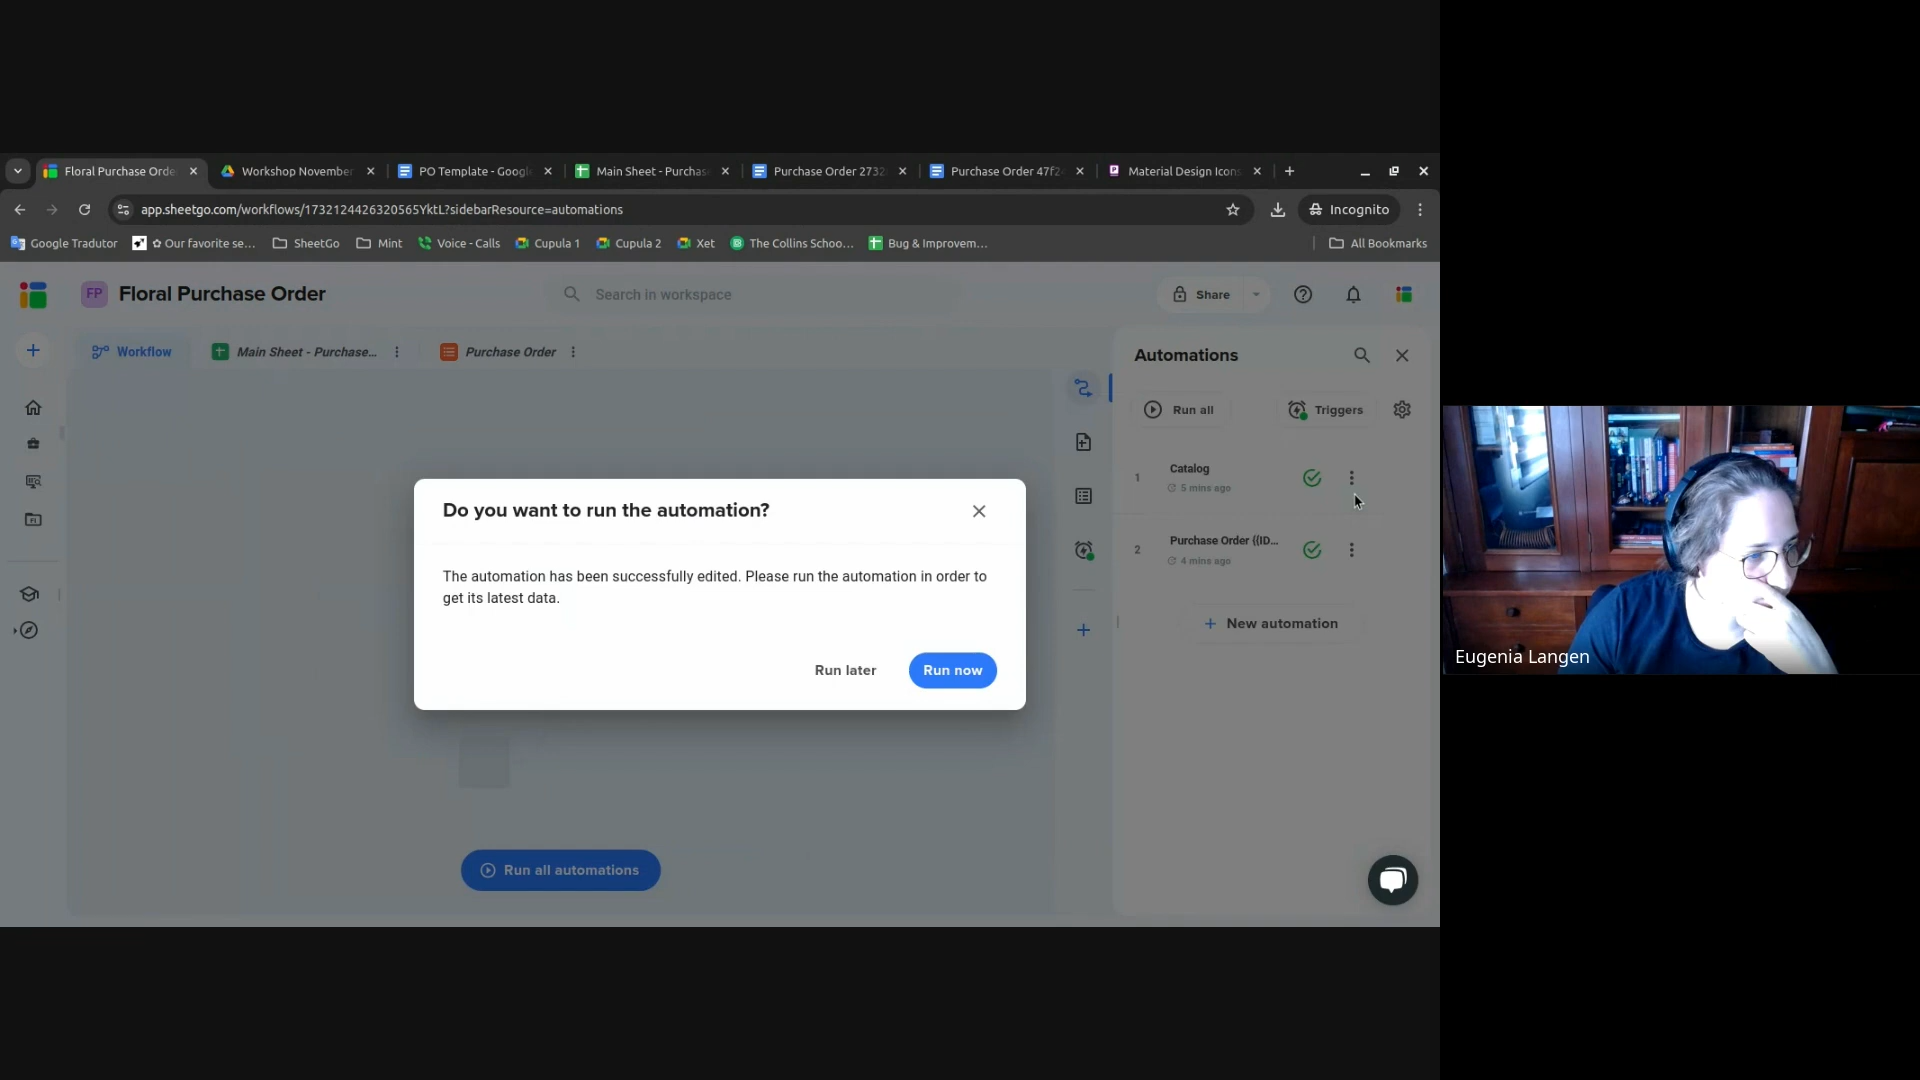 Floral Purchase Orde
Workshop November
PO Template - Googl
Main Sheet - Purchas
Purchase Order 2732
Purchase Order 47f2
Material Design Icons
app.sheetgo.com/workflows/1732124426320565YktL?sidebarResource=automations
Incognito
Google Tradutor
✿ Our favorite se...
SheetGo
Mint
Voice - Calls
Cupula 1
Cupula 2
Xet
The Collins Schoo...
Bug & Improvem...
All Bookmarks
FP
Floral Purchase Order
Search in workspace
Share
Workflow
Main Sheet - Purchase...
Purchase Order
Automations
Run all
Triggers
1
Catalog
5 mins ago
2
Purchase Order {{ID...
4 mins ago
New automation
Do you want to run the automation?
The automation has been successfully edited. Please run the automation in order to
get its latest data.
Run later
Run now
Run all automations
Eugenia Langen